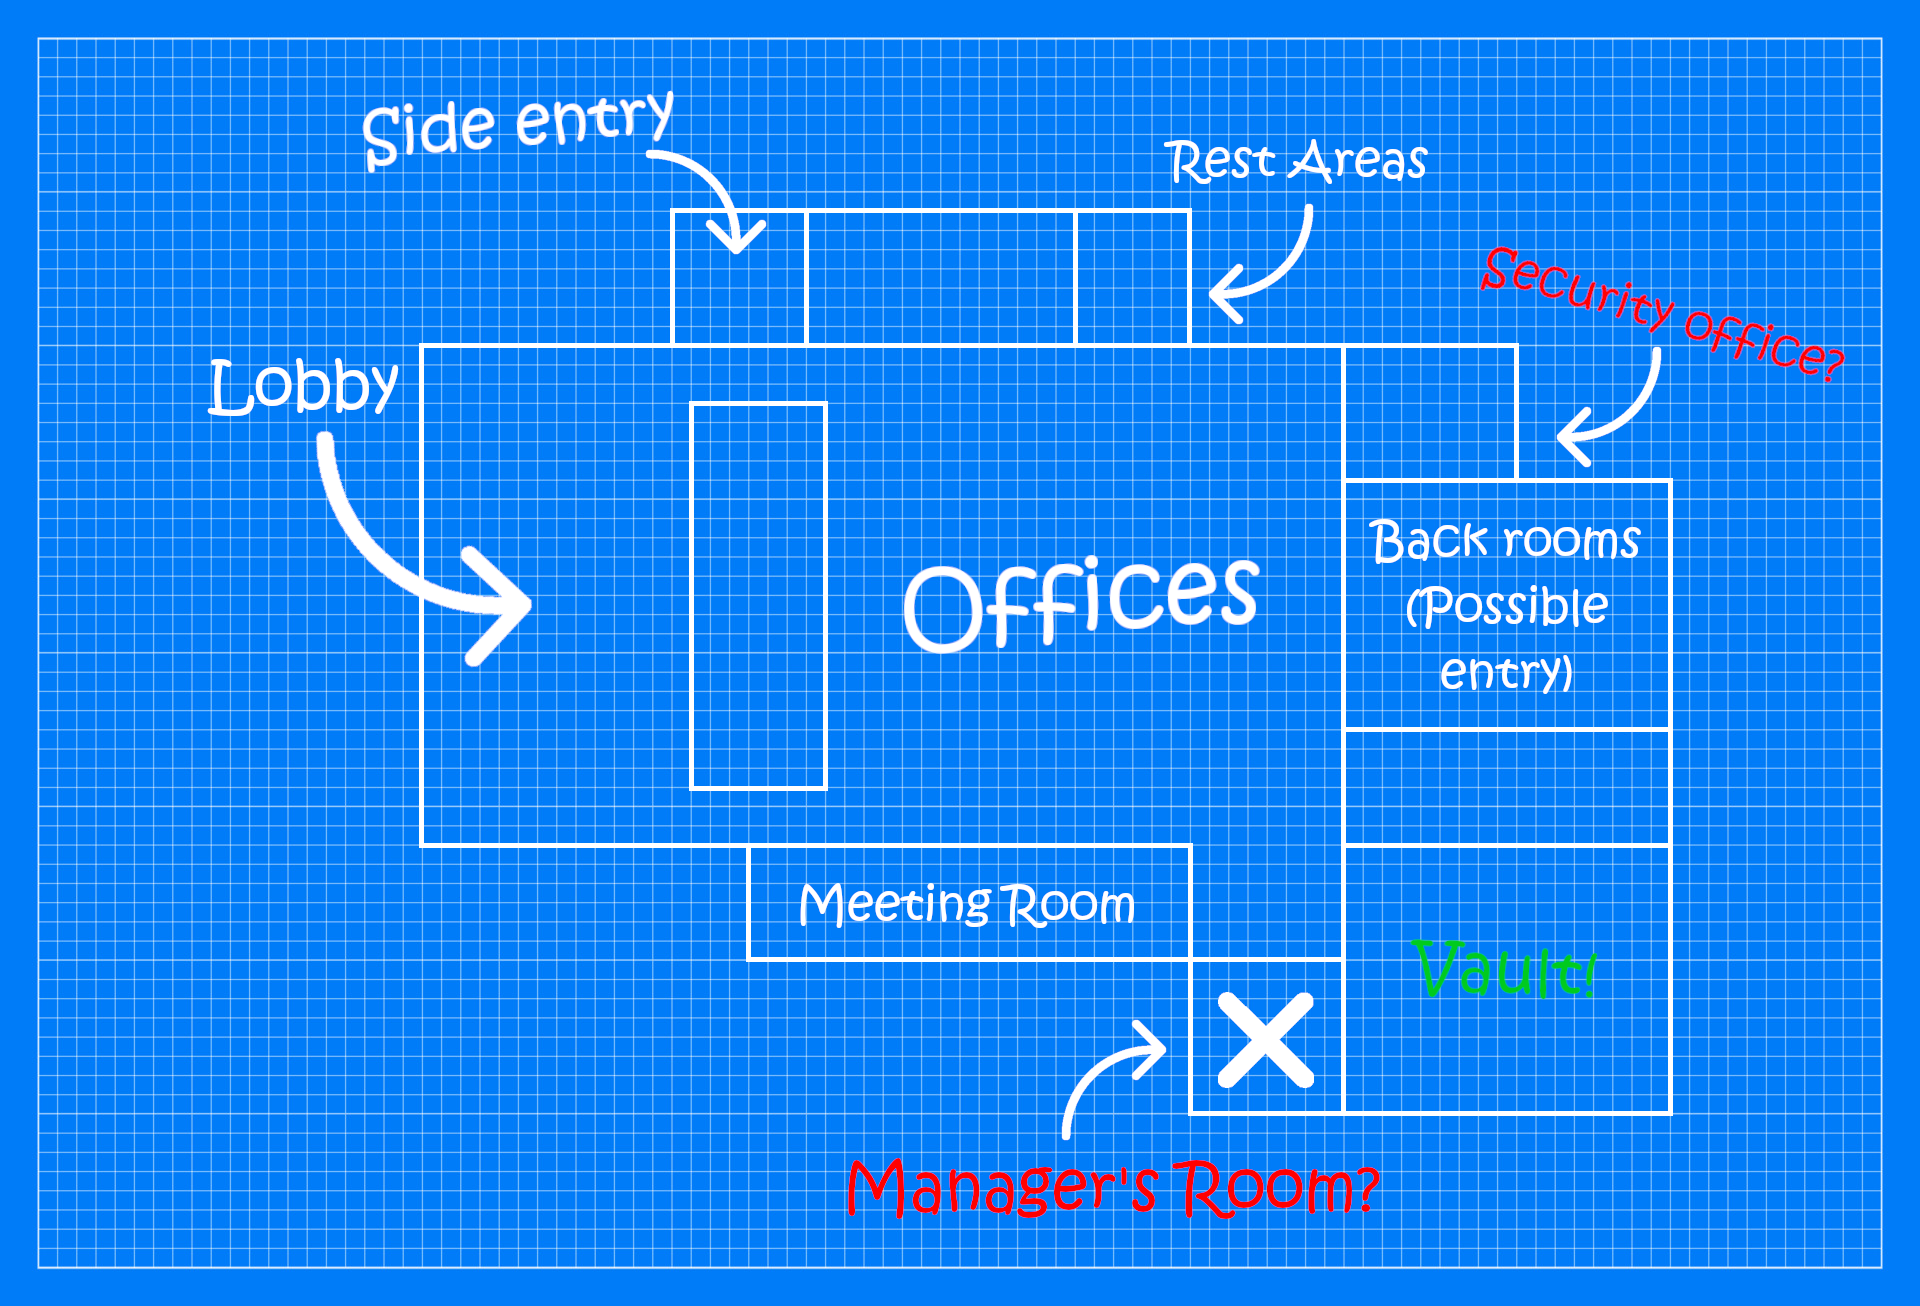 Side entry
Rest Areas
Security office?
Lobby
Offices
Back rooms
(Possible
entry)
Meeting Room
Vault!
Manager's Room?